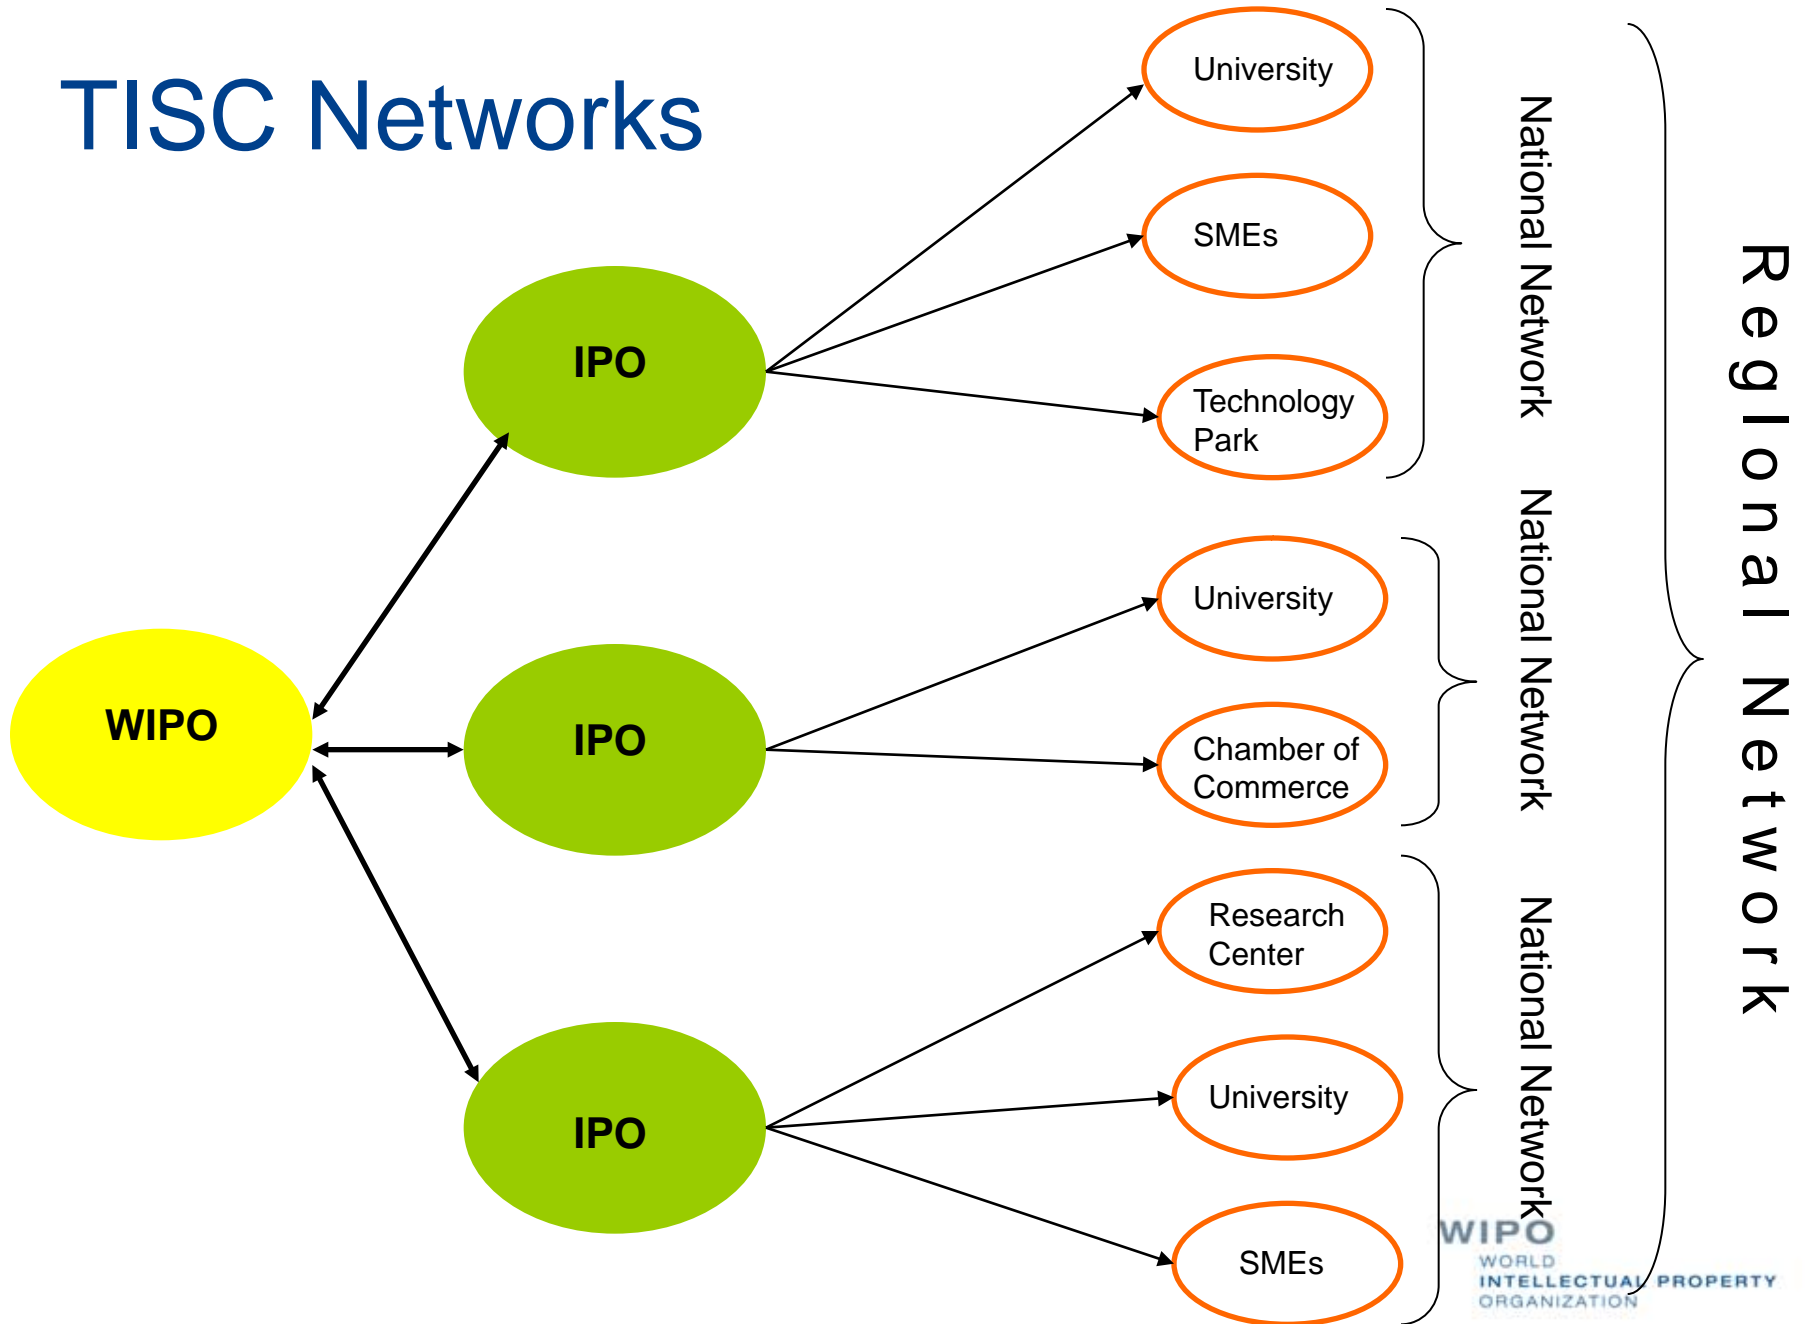 TISC Networks
WIPO
IPO
University
SMEs
Technology
Park
National Network
IPO
University
Chamber of
Commerce
National Network
IPO
Research
Center
University
SMEs
National Network
RegIonal Network
WIPO
WORLD
INTELLECTUAL PROPERTY
ORGANIZATION